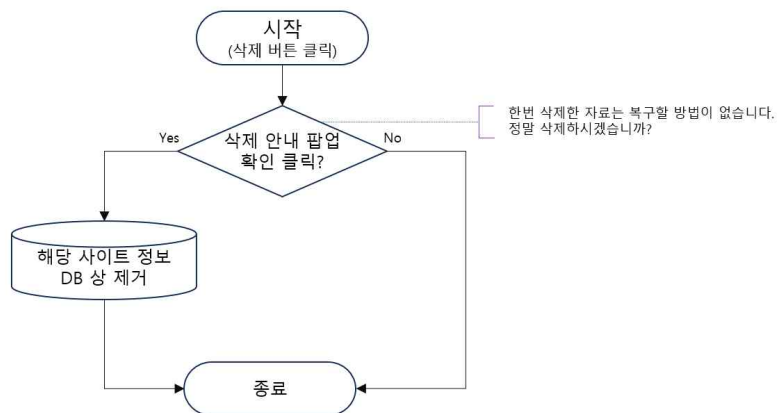 시작
(삭제 버튼 클릭)
한번 삭제한 자료는 복구할 방법이 없습니다.
정말 삭제하시겠습니까?
Yes
삭제 안내 팝업
확인 클릭?
No
해당 사이트 정보
DB 상 제거
종료